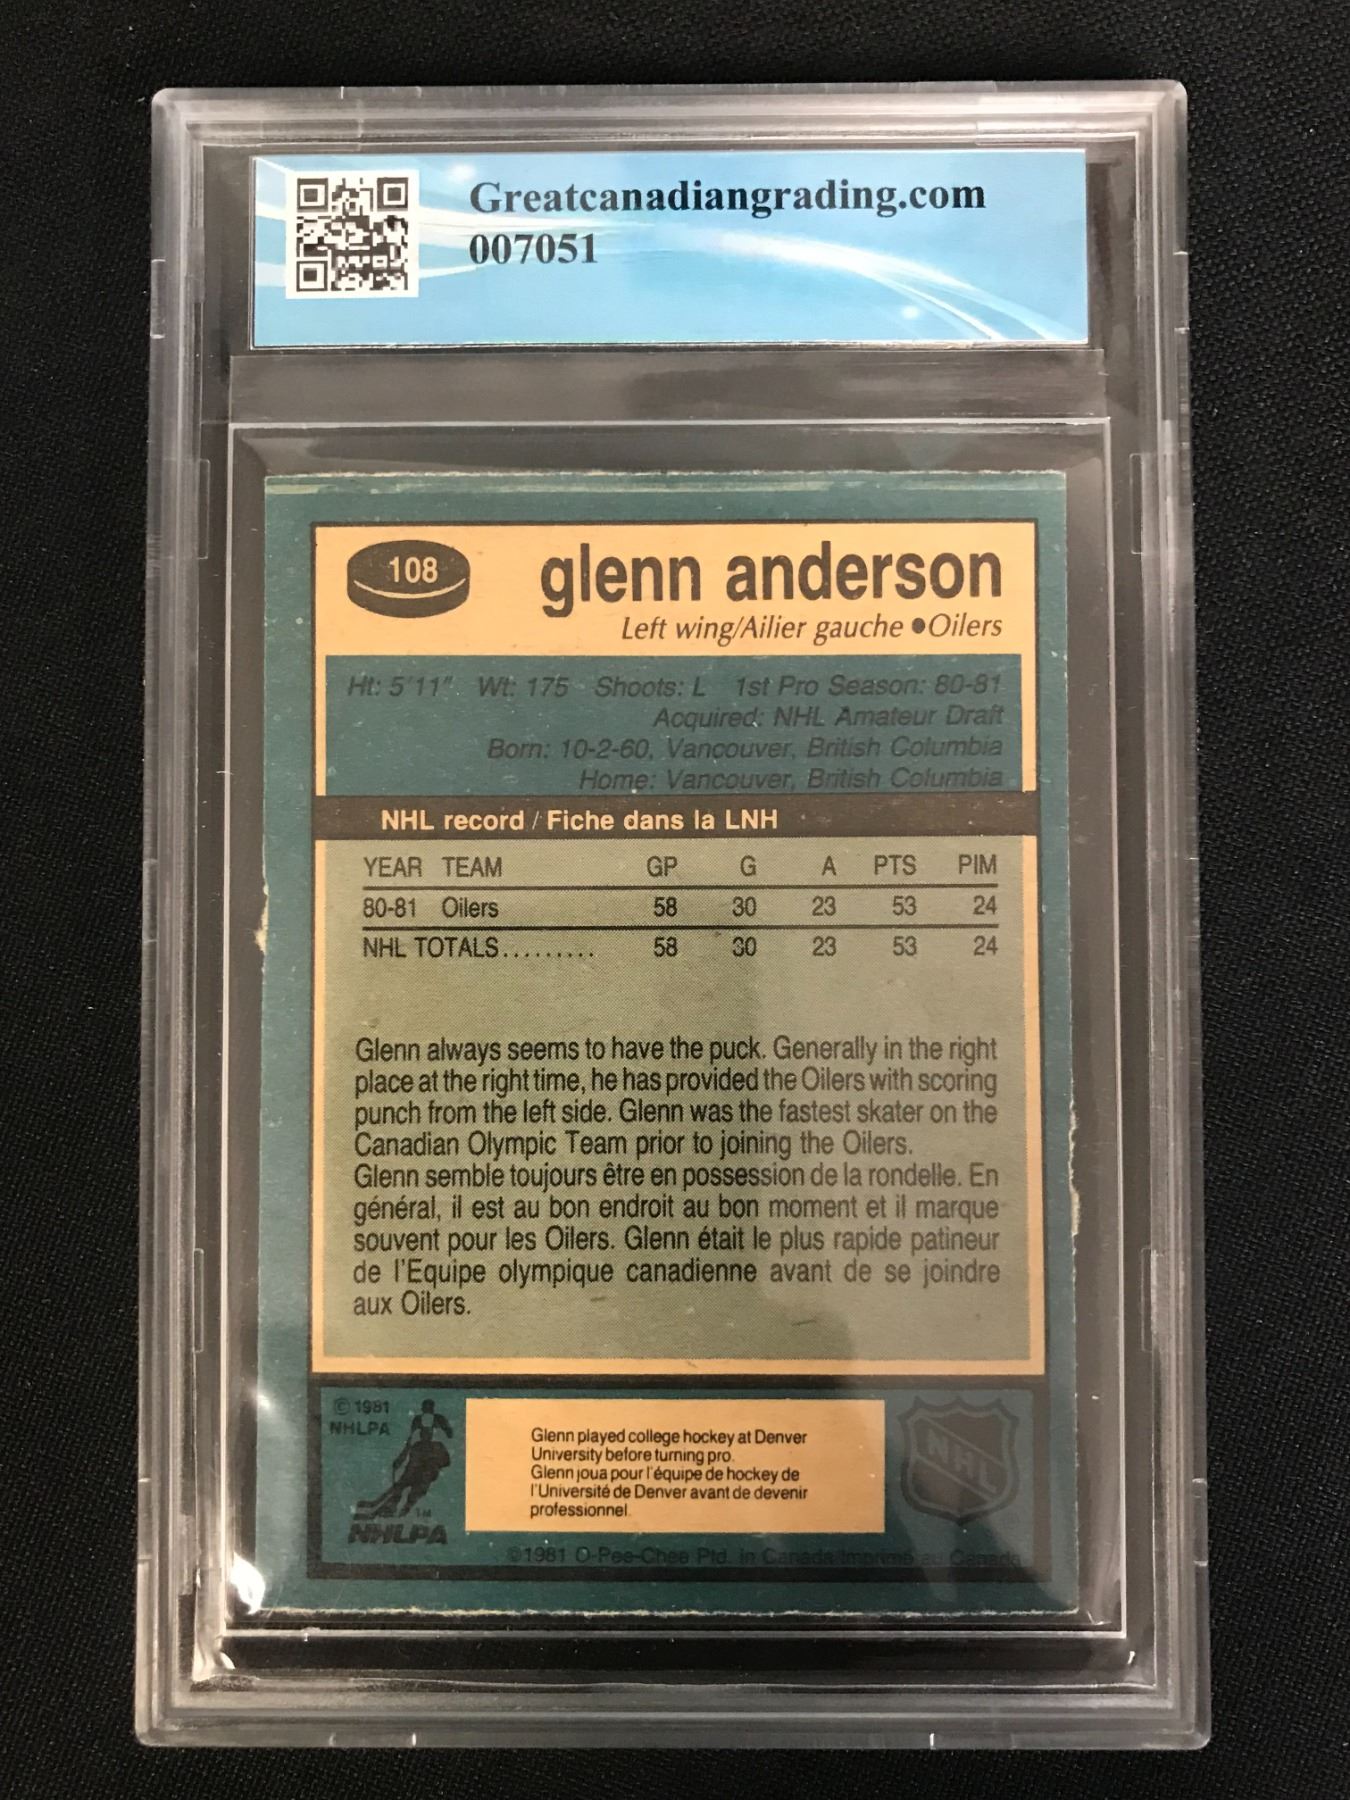 Greatcanadiangrading.com
007051
108
glenn anderson
Left wing/Ailier gauche ●Oilers
Ht: 5'11" Wt: 175 Shoots: L 1st Pro Season: 80-81
Acquired: NHL Amateur Draft
Born: 10-2-60, Vancouver, British Columbia
Home: Vancouver, British Columbia
NHL record / Fiche dans la LNH
YEAR TEAM GP G A PTS PIM
80-81 Oilers 58 30 23 53 24
NHL TOTALS......... 58 30 23 53 24
Glenn always seems to have the puck. Generally in the right
place at the right time, he has provided the Oilers with scoring
punch from the left side. Glenn was the fastest skater on the
Canadian Olympic Team prior to joining the Oilers.
Glenn semble toujours être en possession de la rondelle. En
général, il est au bon endroit au bon moment et il marque
souvent pour les Oilers. Glenn était le plus rapide patineur
de l'Equipe olympique canadienne avant de se joindre
aux Oilers.
© 1981
NHLPA
TM
NHLPA
Glenn played college hockey at Denver
University before turning pro.
Glenn joua pour l'équipe de hockey de
l'Université de Denver avant de devenir
professionnel.
NHL
©1981 O-Pee-Chee Ptd. in Canada/Imprimé au Canada